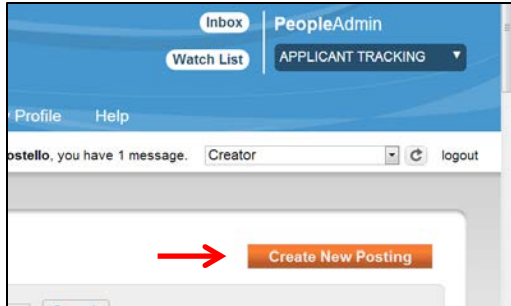 Inbox
PeopleAdmin
Watch List
APPLICANT TRACKING
Profile Help
ostello, you have 1 message. Creator logout
Create New Posting